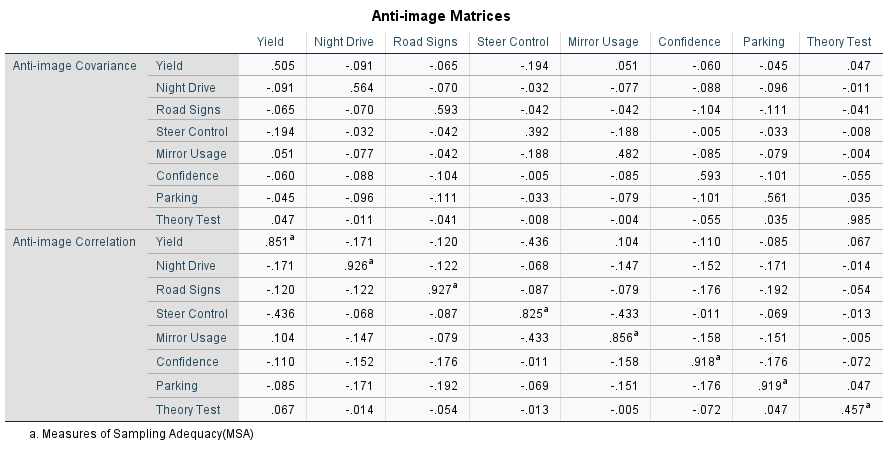 Anti-image Matrices
Yield Night Drive Road Signs Steer Control Mirror Usage Confidence Parking Theory Test
Anti-image Covariance Yield .505 -.091 -.065 -.194 .051 -.060 -.045 .047
Night Drive -.091 .564 -.070 -.032 -.077 -.088 -.096 -.011
Road Signs -.065 -.070 .593 -.042 -.042 -.104 -.111 -.041
Steer Control -.194 -.032 -.042 .392 -.188 -.005 -.033 -.008
Mirror Usage .051 -.077 -.042 -.188 .482 -.085 -.079 -.004
Confidence -.060 -.088 -.104 -.005 -.085 .593 -.101 -.055
Parking -.045 -.096 -.111 -.033 -.079 -.101 .561 .035
Theory Test .047 -.011 -.041 -.008 -.004 -.055 .035 .985
Anti-image Correlation Yield .851a -.171 -.120 -.436 .104 -.110 -.085 .067
Night Drive -.171 .926a -.122 -.068 -.147 -.152 -.171 -.014
Road Signs -.120 -.122 .927a -.087 -.079 -.176 -.192 -.054
Steer Control -.436 -.068 -.087 .825a -.433 -.011 -.069 -.013
Mirror Usage .104 -.147 -.079 -.433 .856a -.158 -.151 -.005
Confidence -.110 -.152 -.176 -.011 -.158 .918a -.176 -.072
Parking -.085 -.171 -.192 -.069 -.151 -.176 .919a .047
Theory Test .067 -.014 -.054 -.013 -.005 -.072 .047 .457a
a. Measures of Sampling Adequacy(MSA)